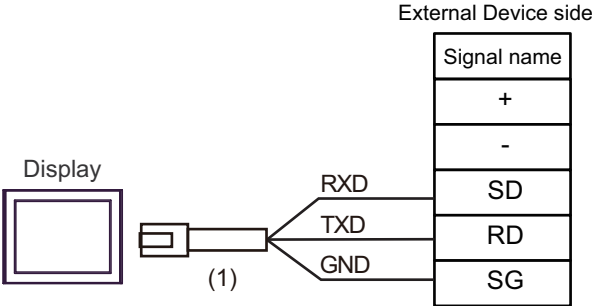 External Device side
Signal name
+
-
Display
RXD
SD
TXD
RD
GND
SG
(1)